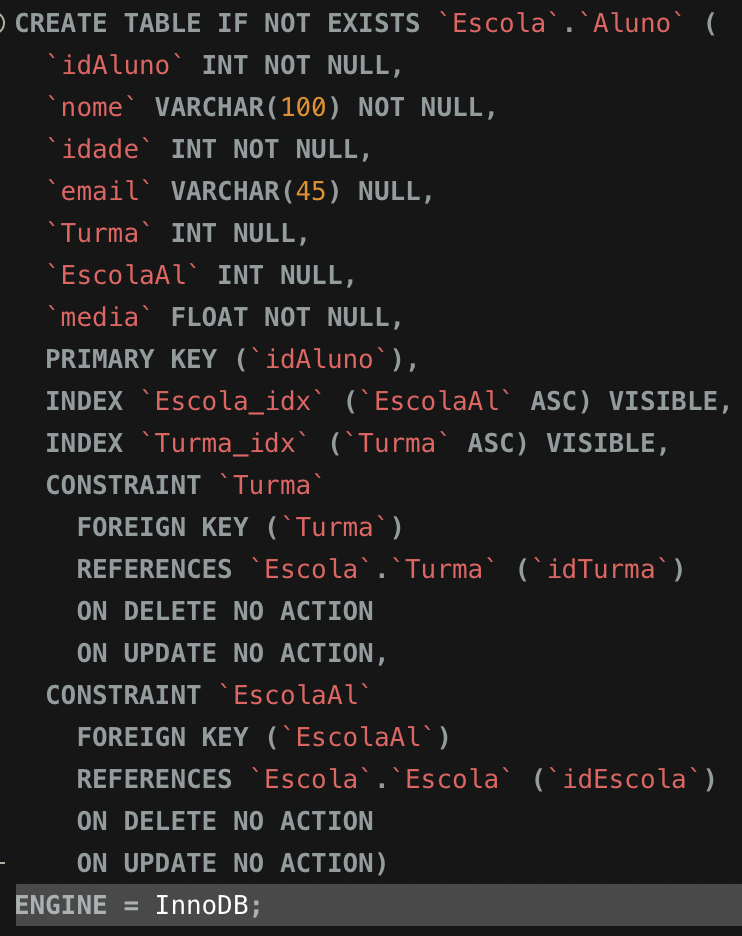 CREATE TABLE IF NOT EXISTS `Escola`.`Aluno` (
`idAluno` INT NOT NULL,
`nome` VARCHAR(100) NOT NULL,
`idade` INT NOT NULL,
`email` VARCHAR(45) NULL,
`Turma` INT NULL,
`EscolaAl` INT NULL,
`media` FLOAT NOT NULL,
PRIMARY KEY (`idAluno`),
INDEX `Escola_idx` (`EscolaAl` ASC) VISIBLE,
INDEX `Turma_idx` (`Turma` ASC) VISIBLE,
CONSTRAINT `Turma`
FOREIGN KEY (`Turma`)
REFERENCES `Escola`.`Turma` (`idTurma`)
ON DELETE NO ACTION
ON UPDATE NO ACTION,
CONSTRAINT `EscolaAl`
FOREIGN KEY (`EscolaAl`)
REFERENCES `Escola`.`Escola` (`idEscola`)
ON DELETE NO ACTION
ON UPDATE NO ACTION)
ENGINE = InnoDB;